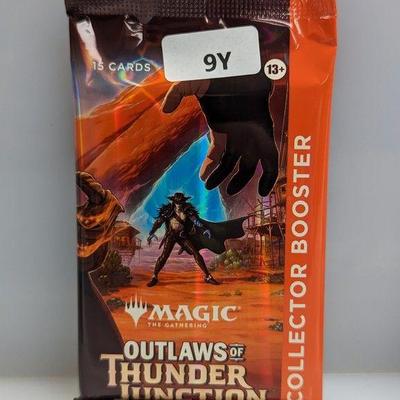 15 CARDS
9Y
13+
MAGIC
THE GATHERING
OUTLAWS OF
THUNDER
JUNCTION
COLLECTOR BOOSTER